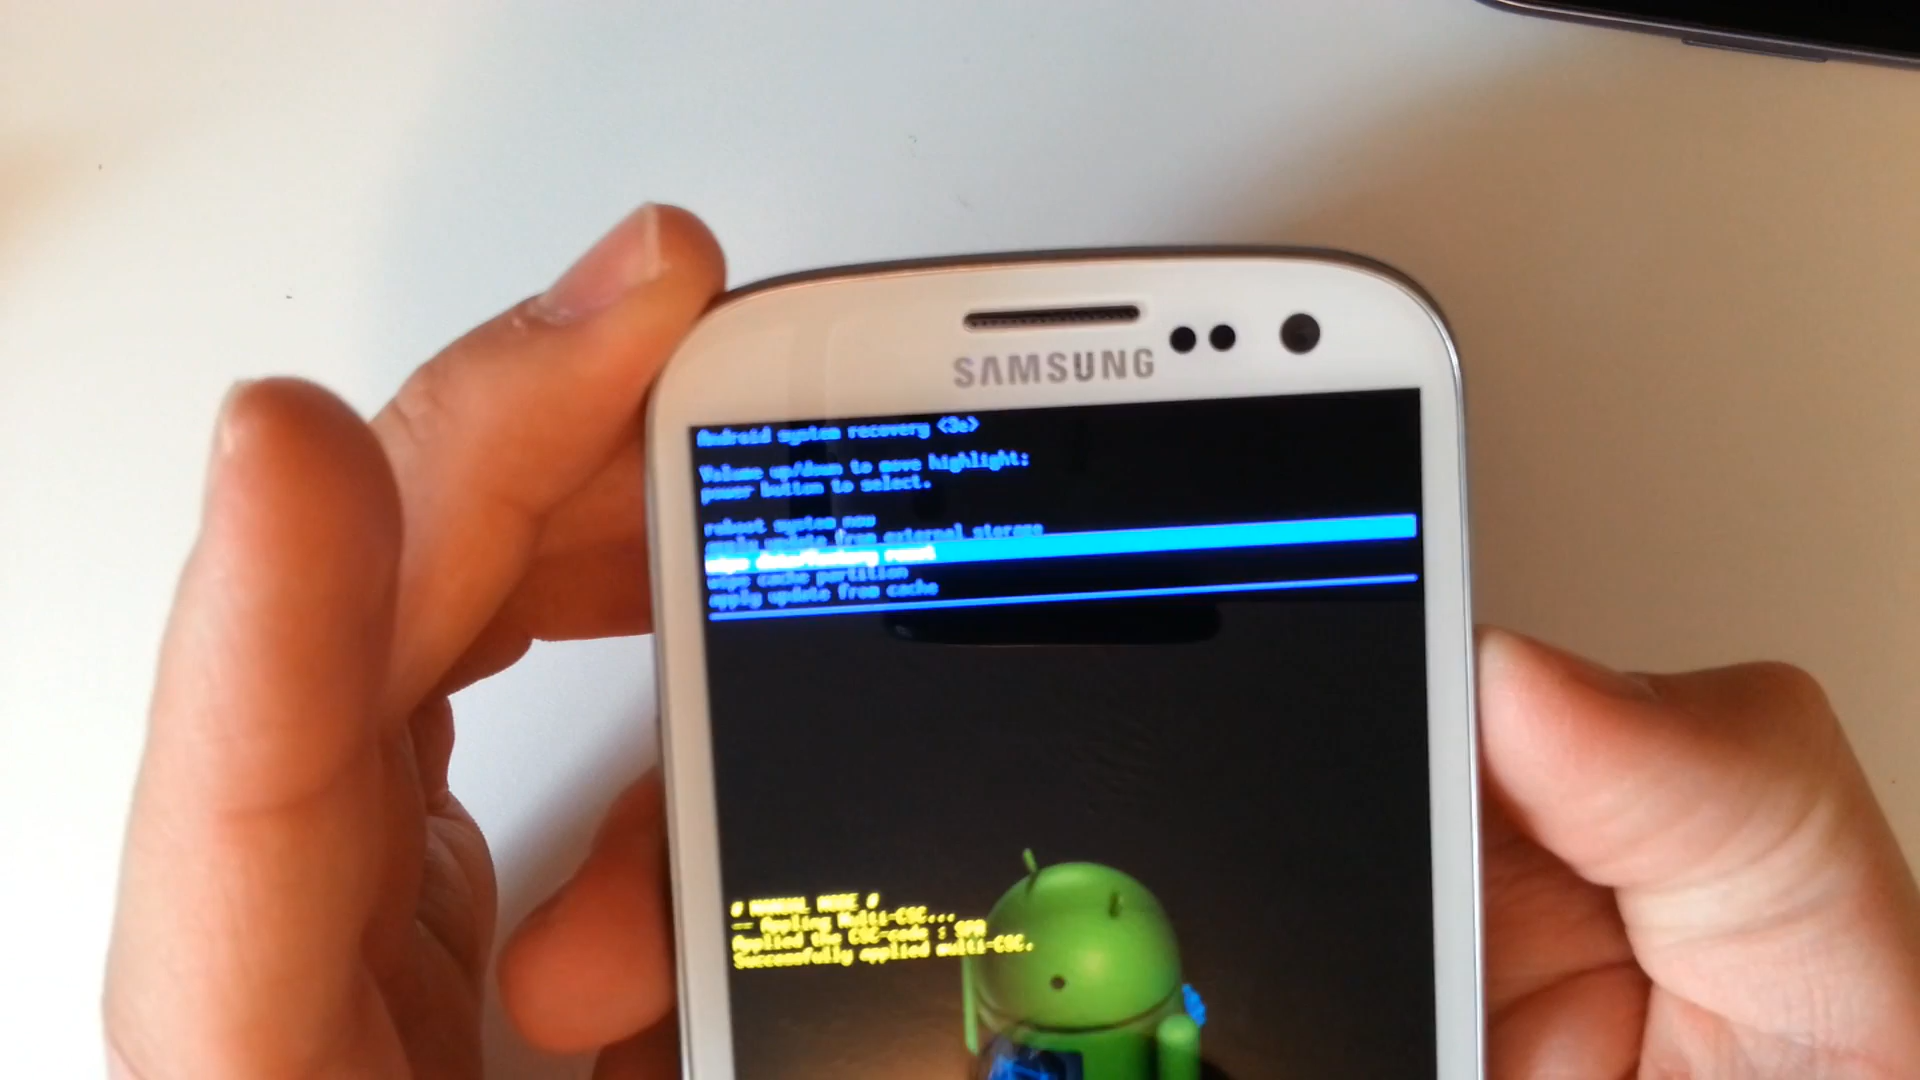 SAMSUNG
Android system recovery <3e>
Volume up/down to move highlight:
power button to select.
reboot system now
apply update from external storage
wipe data/factory reset
wipe cache partition
apply update from cache
# MANUAL MODE #
-- Appling Multi-CSC...
Applied the CSC-code : SPR
Successfully applied multi-CSC.